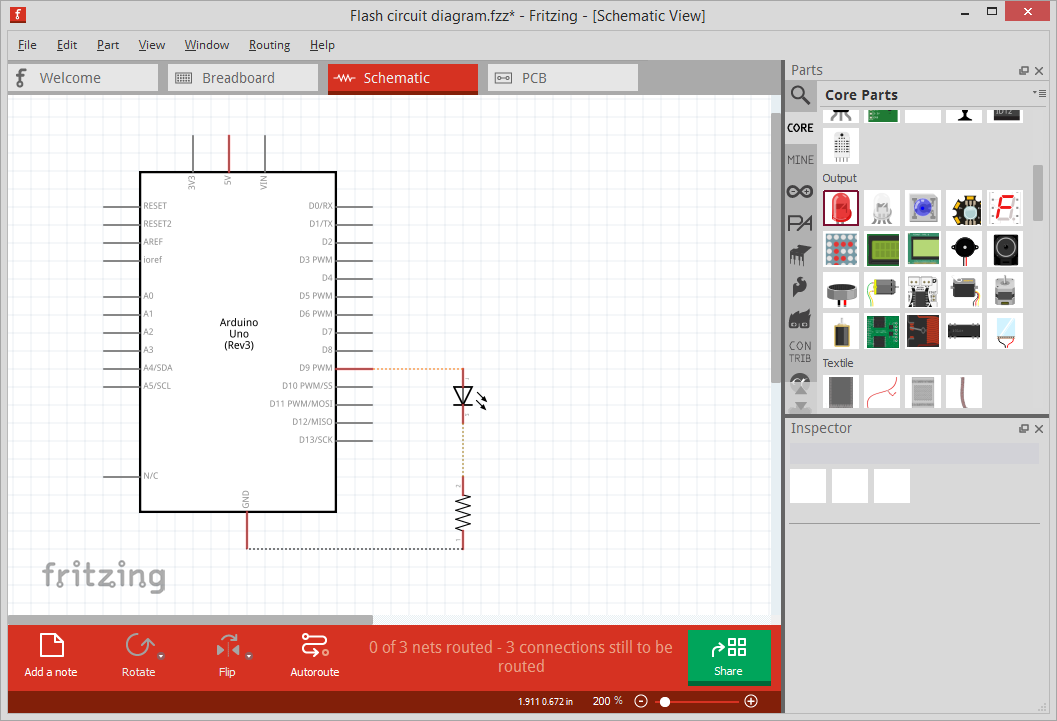 Flash circuit diagram.fzz* - Fritzing - [Schematic View]
File Edit Part View Window Routing Help
Welcome
Breadboard
Schematic
PCB
Parts
Core Parts
CORE
MINE
CON
TRIB
Output
Textile
Inspector
3V3
5V
VIN
RESET
RESET2
AREF
ioref
A0
A1
A2
A3
A4/SDA
A5/SCL
N/C
Arduino
Uno
(Rev3)
D0/RX
D1/TX
D2
D3 PWM
D4
D5 PWM
D6 PWM
D7
D8
D9 PWM
D10 PWM/SS
D11 PWM/MOSI
D12/MISO
D13/SCK
GND
2
1
fritzing
Add a note
Rotate
Flip
Autoroute
0 of 3 nets routed - 3 connections still to be
routed
Share
1.911 0.672 in
200 %